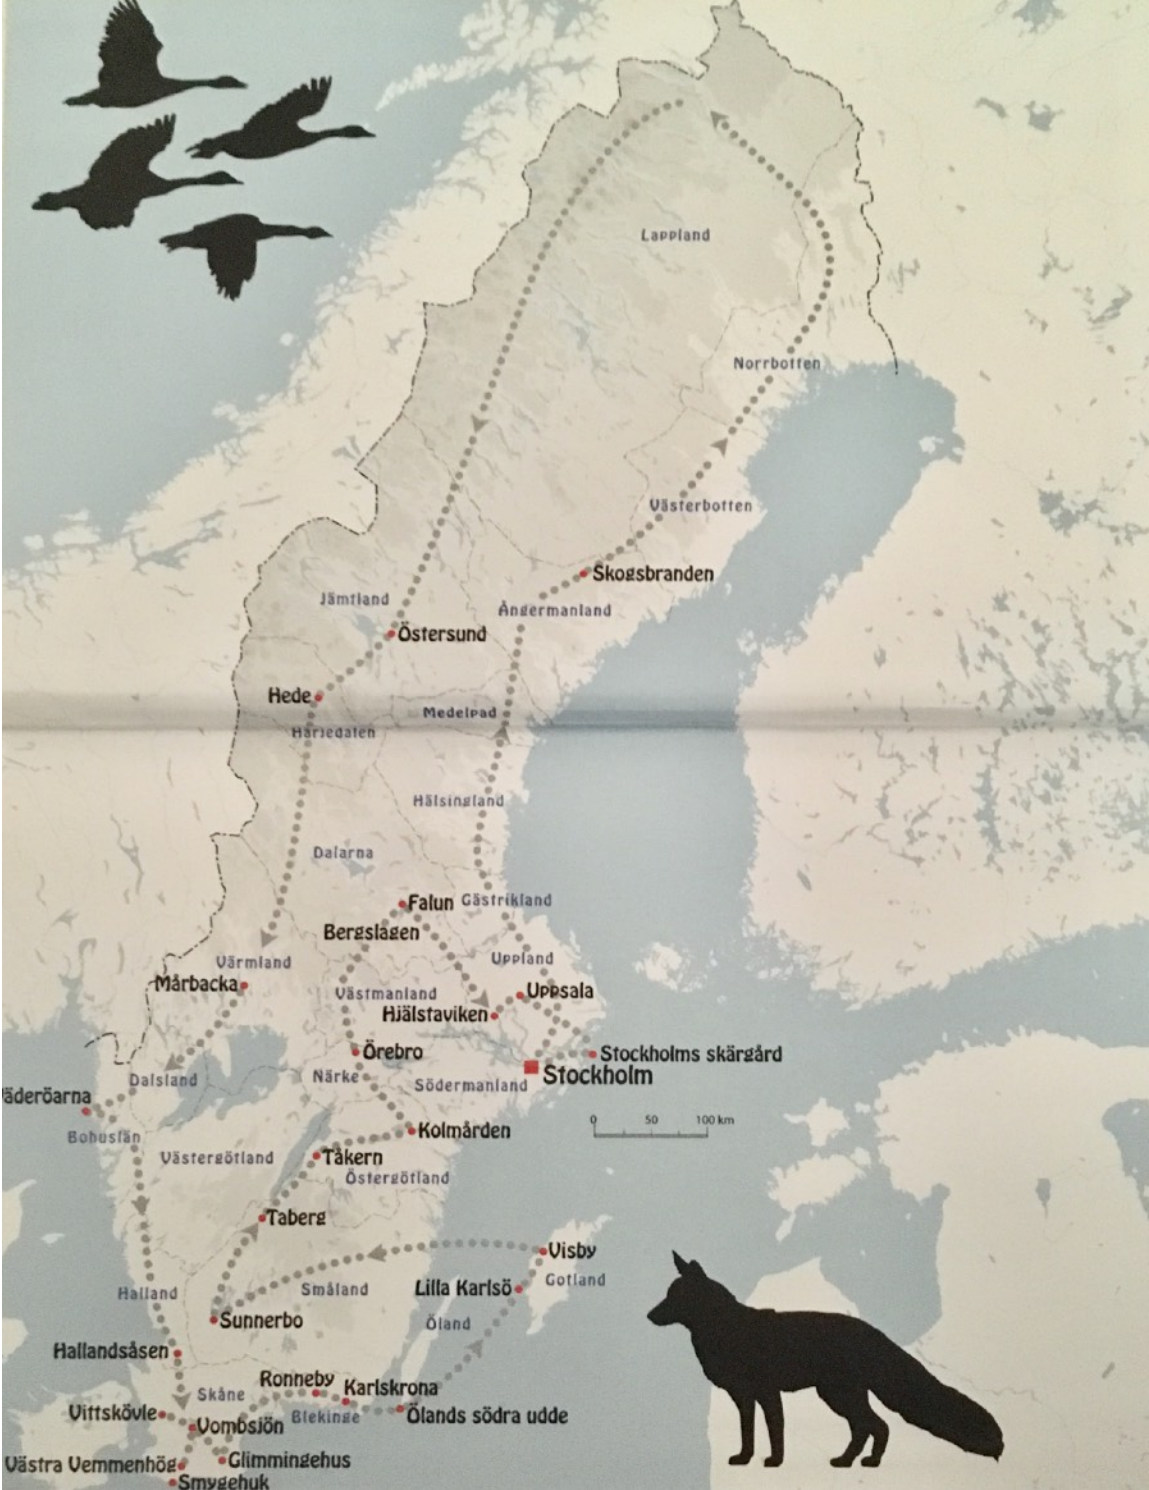 Lappland
Norrbotten
Västerbotten
Skogsbranden
Jämtland
Ångermanland
Östersund
Hede
Medelpad
Härjedalen
Hälsingland
Dalarna
Falun
Gästrikland
Bergslagen
Värmland
Uppland
Mårbacka
Västmanland
Uppsala
Hjälstaviken
Örebro
Stockholms skärgård
Närke
Dalsland
Södermanland
Stockholm
äderöarna
0 50 100 km
Bohuslän
Kolmården
Västergötland
Tåkern
Östergötland
Taberg
Visby
Lilla Karlsö
Gotland
Halland
Småland
Sunnerbo
Öland
Hallandsåsen
Ronneby
Karlskrona
Skåne
Vittskövle
Blekinge
Ölands södra udde
Vombsjön
Västra Vemmenhög
Glimmingehus
Smygehuk